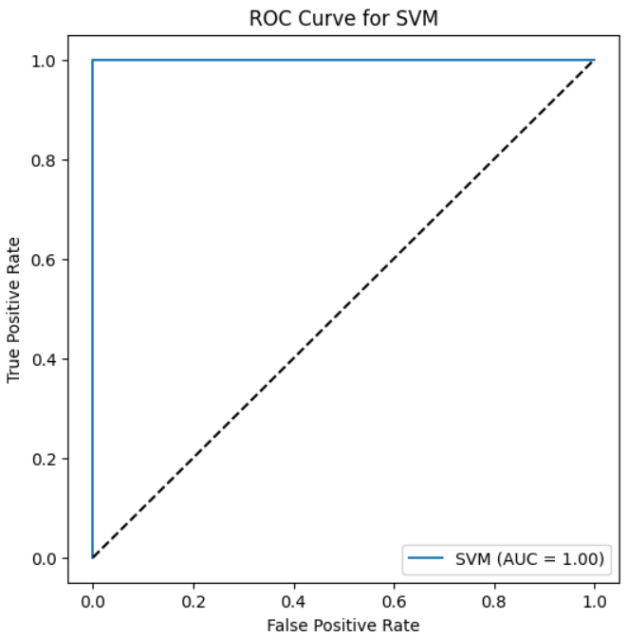 ROC Curve for SVM
True Positive Rate
1.0
0.8
0.6
0.4
0.2
0.0
SVM (AUC = 1.00)
0.0 0.2 0.4 0.6 0.8 1.0
False Positive Rate